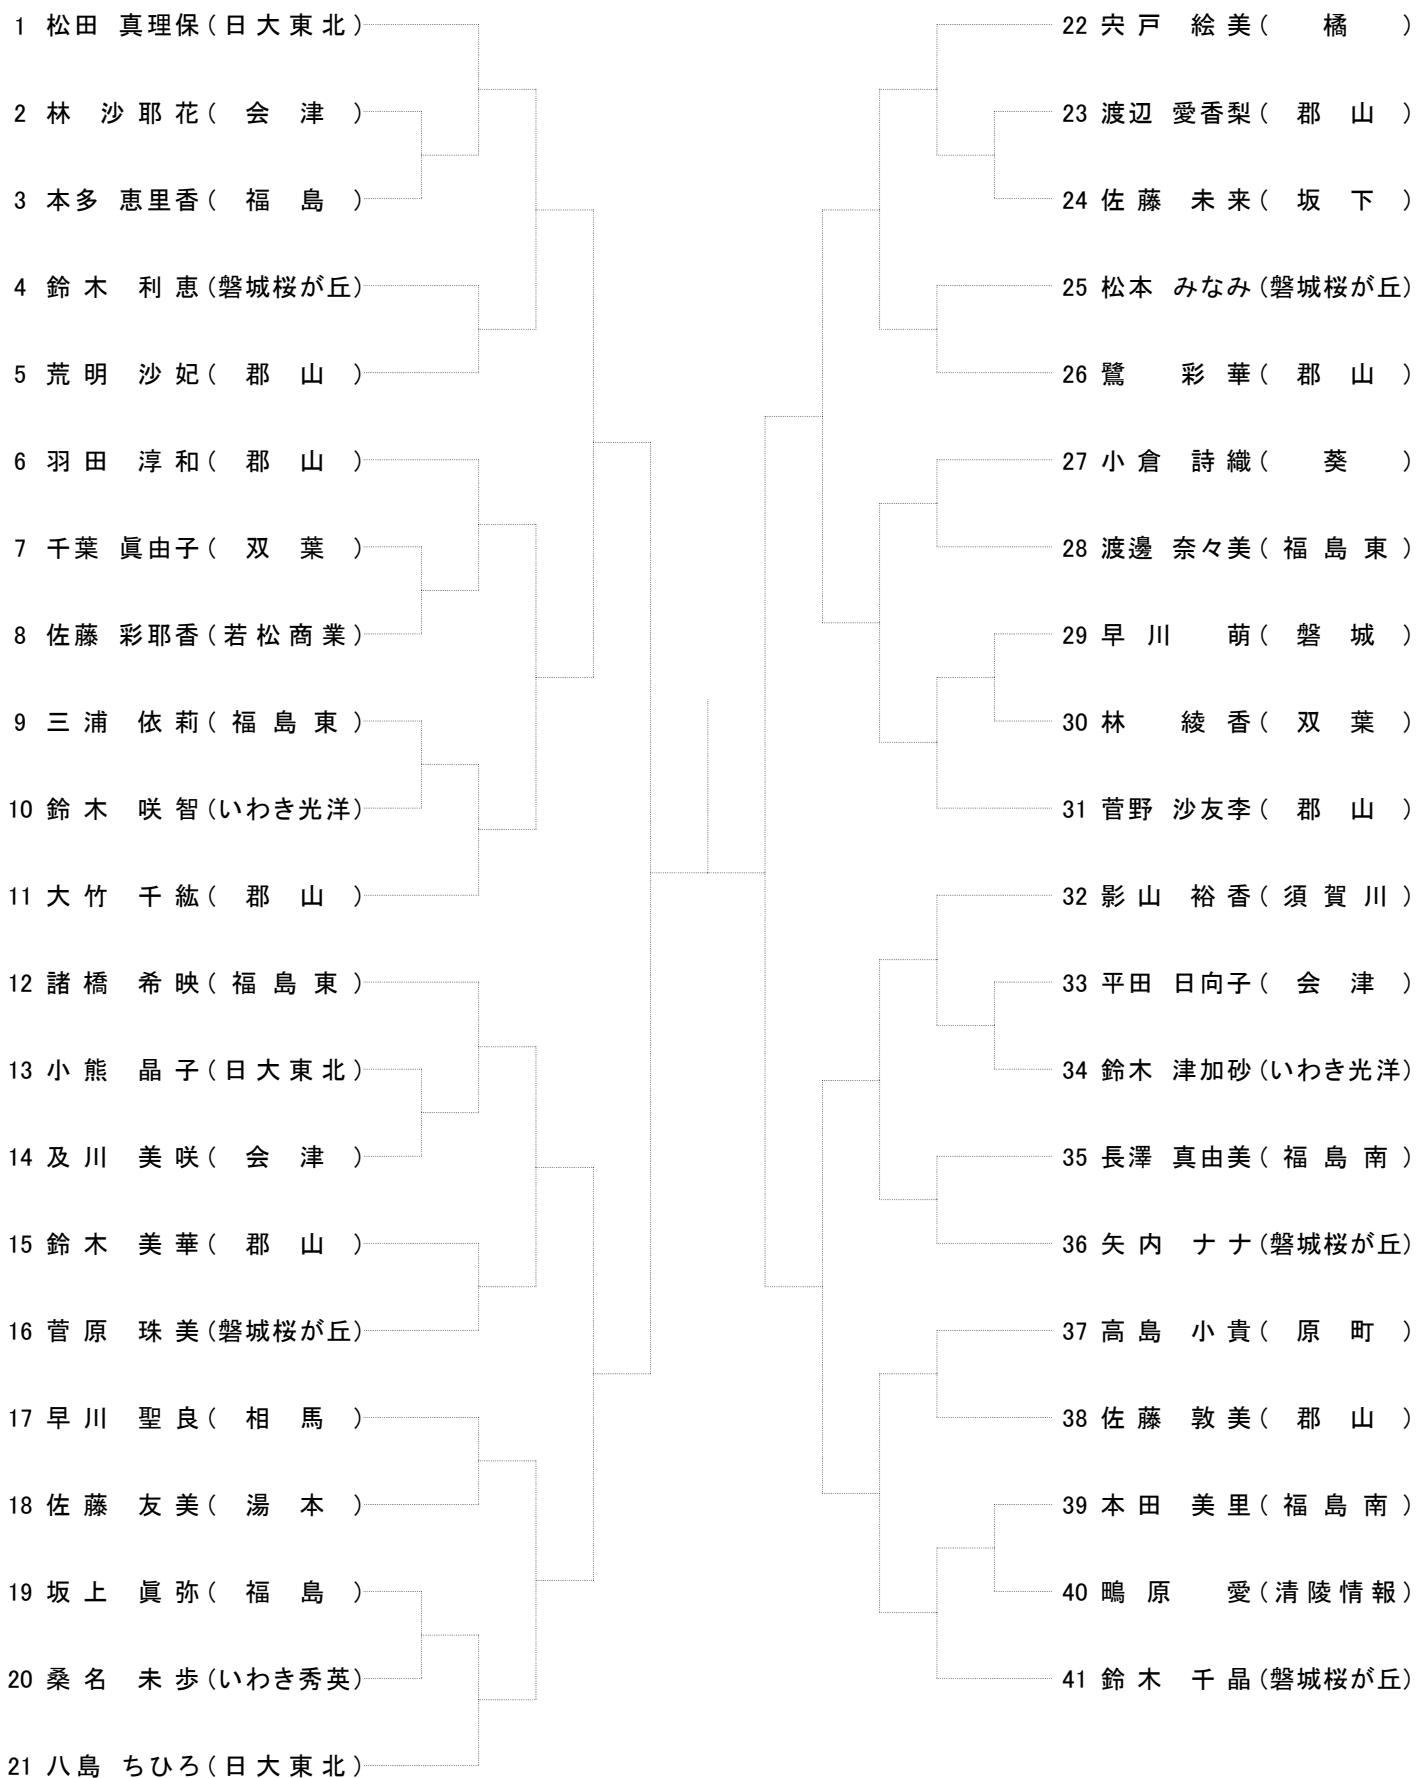 1 松田 真理保(日大東北)
2 林 沙耶花(会津)
3 本多 恵里香(福島)
4 鈴木 利恵(磐城桜が丘)
5 荒明 沙妃(郡山)
6 羽田 淳和(郡山)
7 千葉 眞由子(双葉)
8 佐藤 彩耶香(若松商業)
9 三浦 依莉(福島東)
10 鈴木 咲智(いわき光洋)
11 大竹 千紘(郡山)
12 諸橋 希映(福島東)
13 小熊 晶子(日大東北)
14 及川 美咲(会津)
15 鈴木 美華(郡山)
16 菅原 珠美(磐城桜が丘)
17 早川 聖良(相馬)
18 佐藤 友美(湯本)
19 坂上 眞弥(福島)
20 桑名 未歩(いわき秀英)
21 八島 ちひろ(日大東北)
22 宍戸 絵美(橘)
23 渡辺 愛香梨(郡山)
24 佐藤 未来(坂下)
25 松本 みなみ(磐城桜が丘)
26 鷺 彩華(郡山)
27 小倉 詩織(葵)
28 渡邊 奈々美(福島東)
29 早川 萌(磐城)
30 林 綾香(双葉)
31 菅野 沙友李(郡山)
32 影山 裕香(須賀川)
33 平田 日向子(会津)
34 鈴木 津加砂(いわき光洋)
35 長澤 真由美(福島南)
36 矢内 ナナ(磐城桜が丘)
37 高島 小貴(原町)
38 佐藤 敦美(郡山)
39 本田 美里(福島南)
40 鴫原 愛(清陵情報)
41 鈴木 千晶(磐城桜が丘)